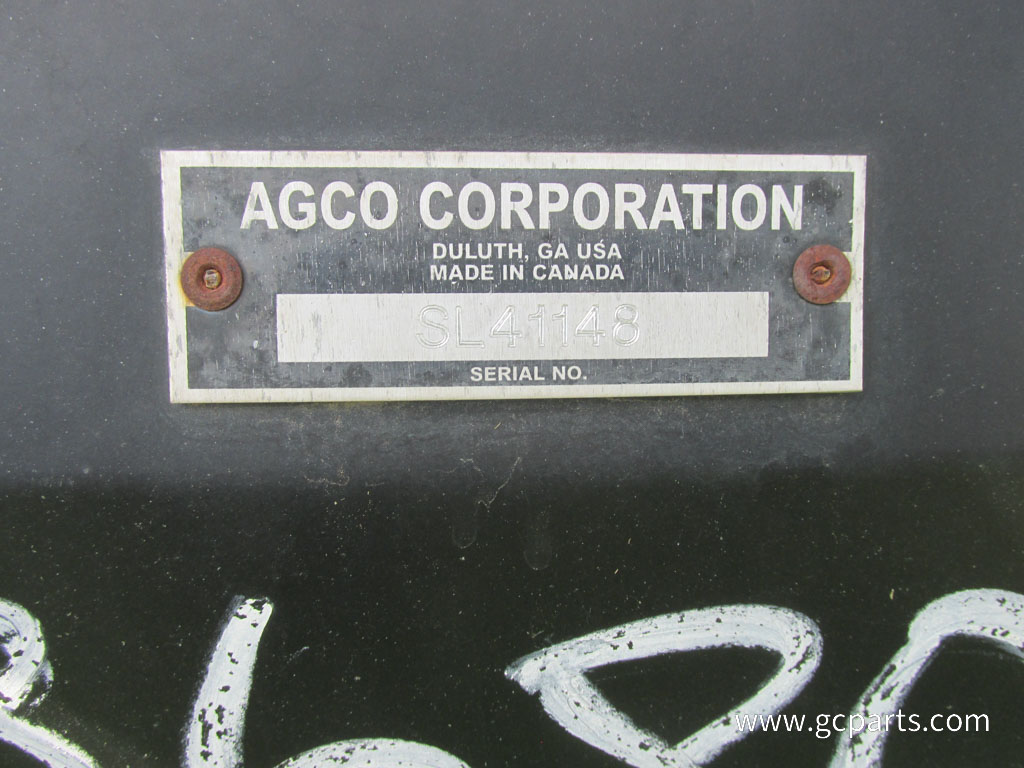 AGCO CORPORATION
DULUTH, GA USA
MADE IN CANADA
SL41148
SERIAL NO.
www.gcparts.com